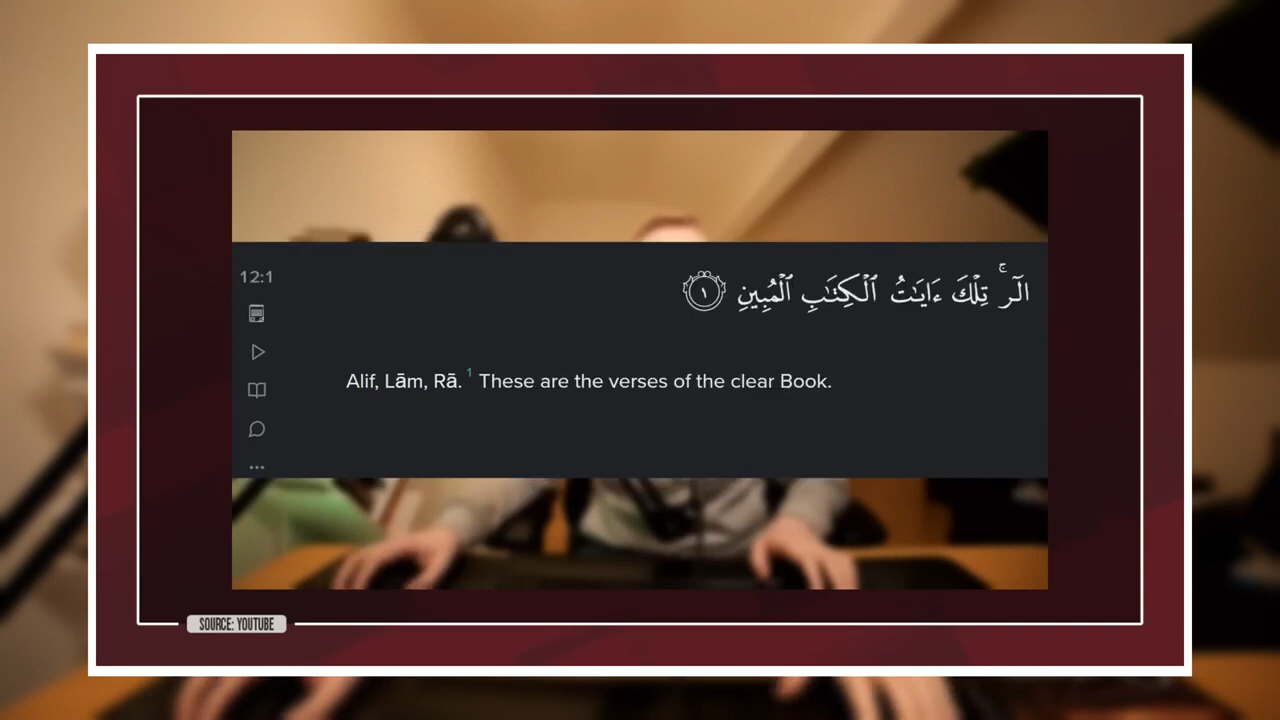 12:1
الٓرۚ تِلۡكَ ءَايَٰتُ ٱلۡكِتَٰبِ ٱلۡمُبِينِ ١
Alif, Lām, Rā.1 These are the verses of the clear Book.
SOURCE: YOUTUBE